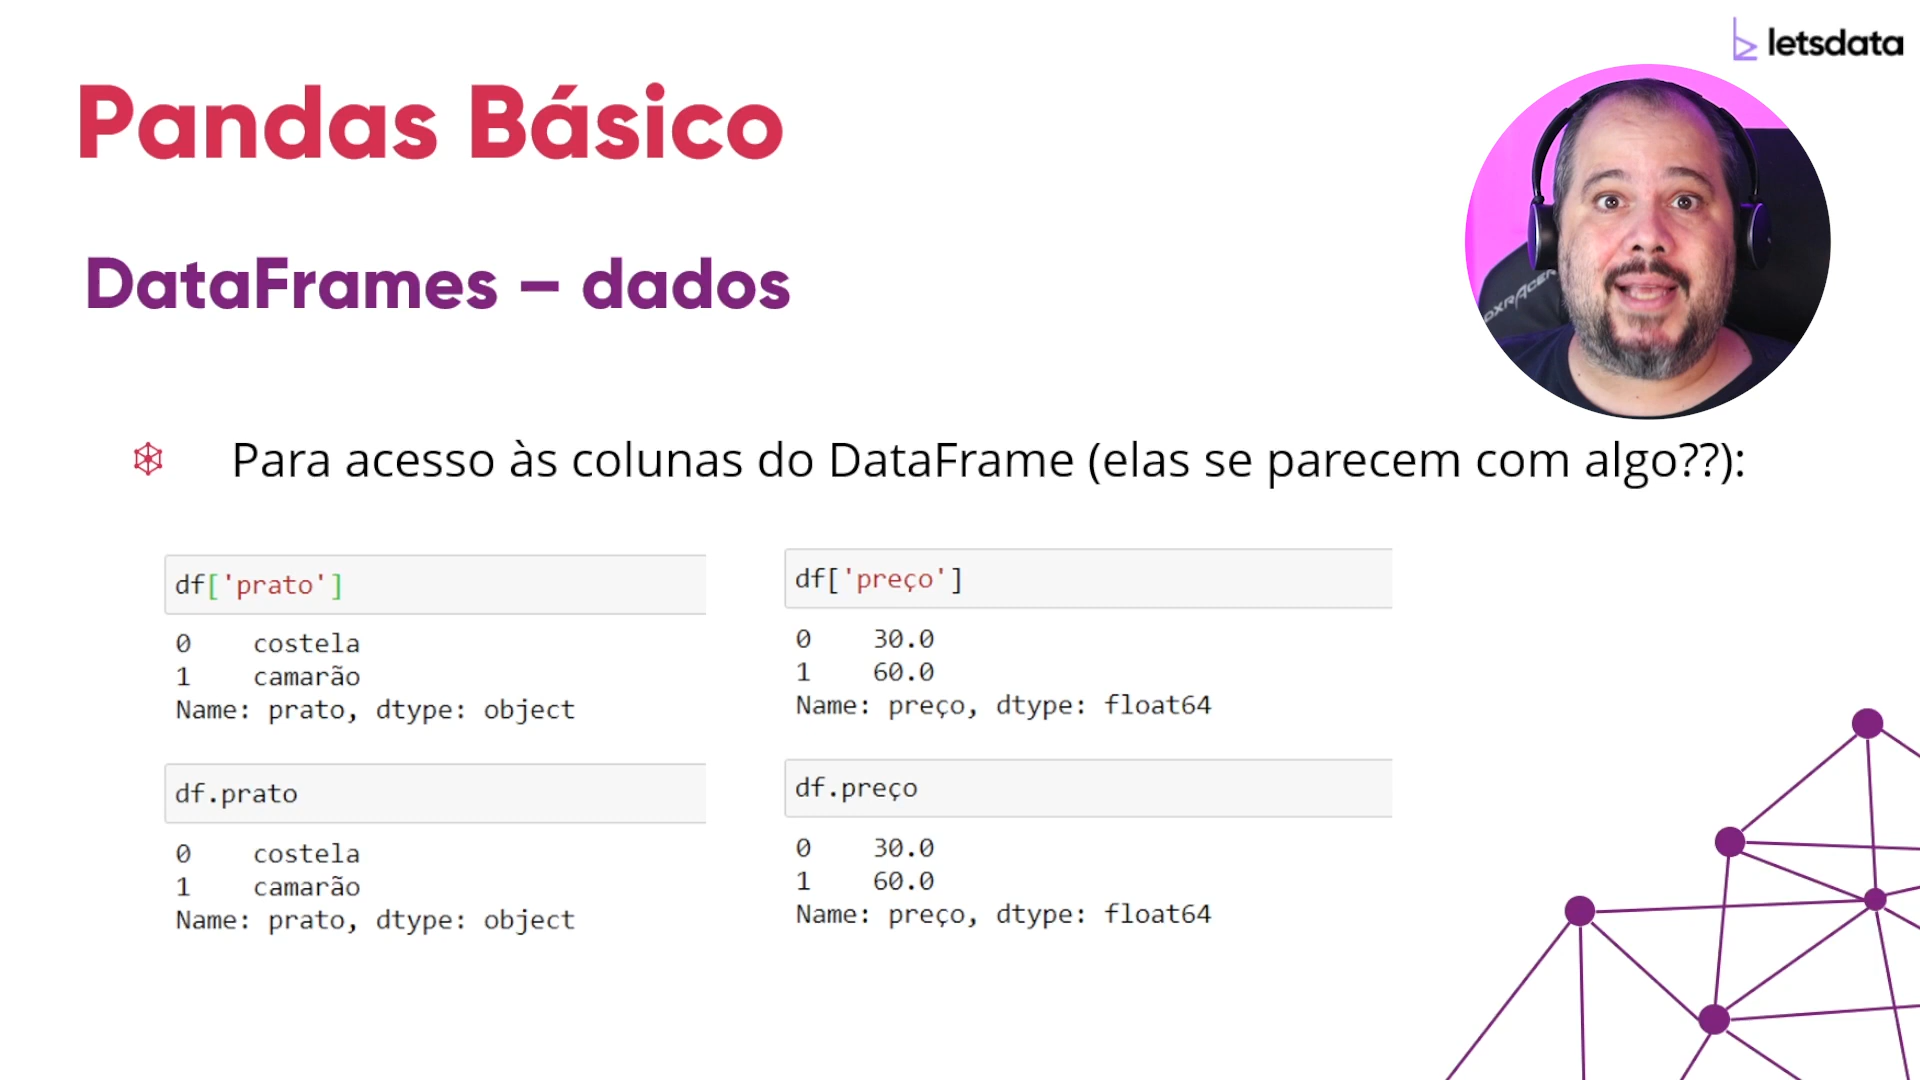 letsdata
Pandas Básico
DataFrames – dados
Para acesso às colunas do DataFrame (elas se parecem com algo??):
df['prato']
0    costela
1    camarão
Name: prato, dtype: object
df.prato
0    costela
1    camarão
Name: prato, dtype: object
df['preço']
0    30.0
1    60.0
Name: preço, dtype: float64
df.preço
0    30.0
1    60.0
Name: preço, dtype: float64
DXRACER